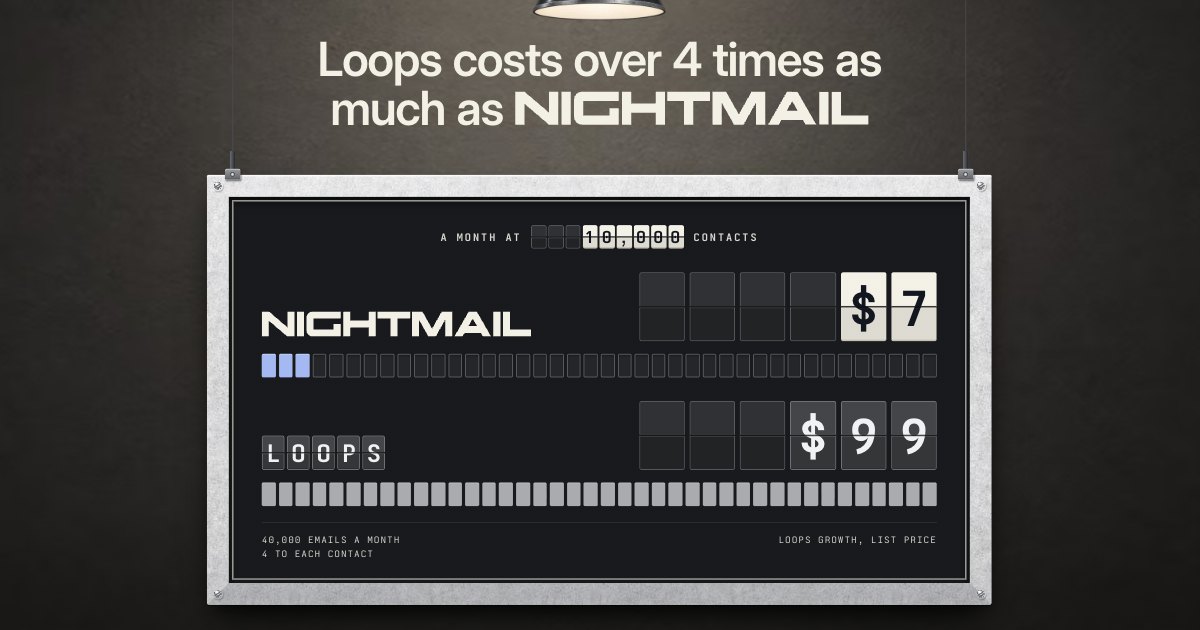 Loops costs over 4 times as
much as NIGHTMAIL
A MONTH AT 10,000 CONTACTS
NIGHTMAIL
$7
LOOPS
$99
40,000 EMAILS A MONTH
4 TO EACH CONTACT
LOOPS GROWTH, LIST PRICE